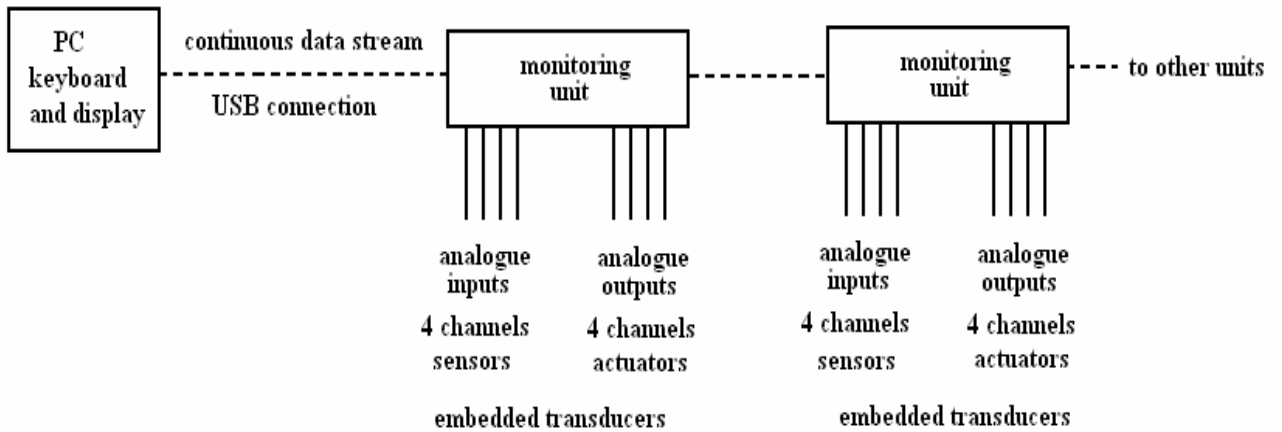 PC
keyboard
and display
continuous data stream
USB connection
monitoring
unit
monitoring
unit
to other units
analogue
inputs
4 channels
sensors
analogue
outputs
4 channels
actuators
embedded transducers
analogue
inputs
4 channels
sensors
analogue
outputs
4 channels
actuators
embedded transducers